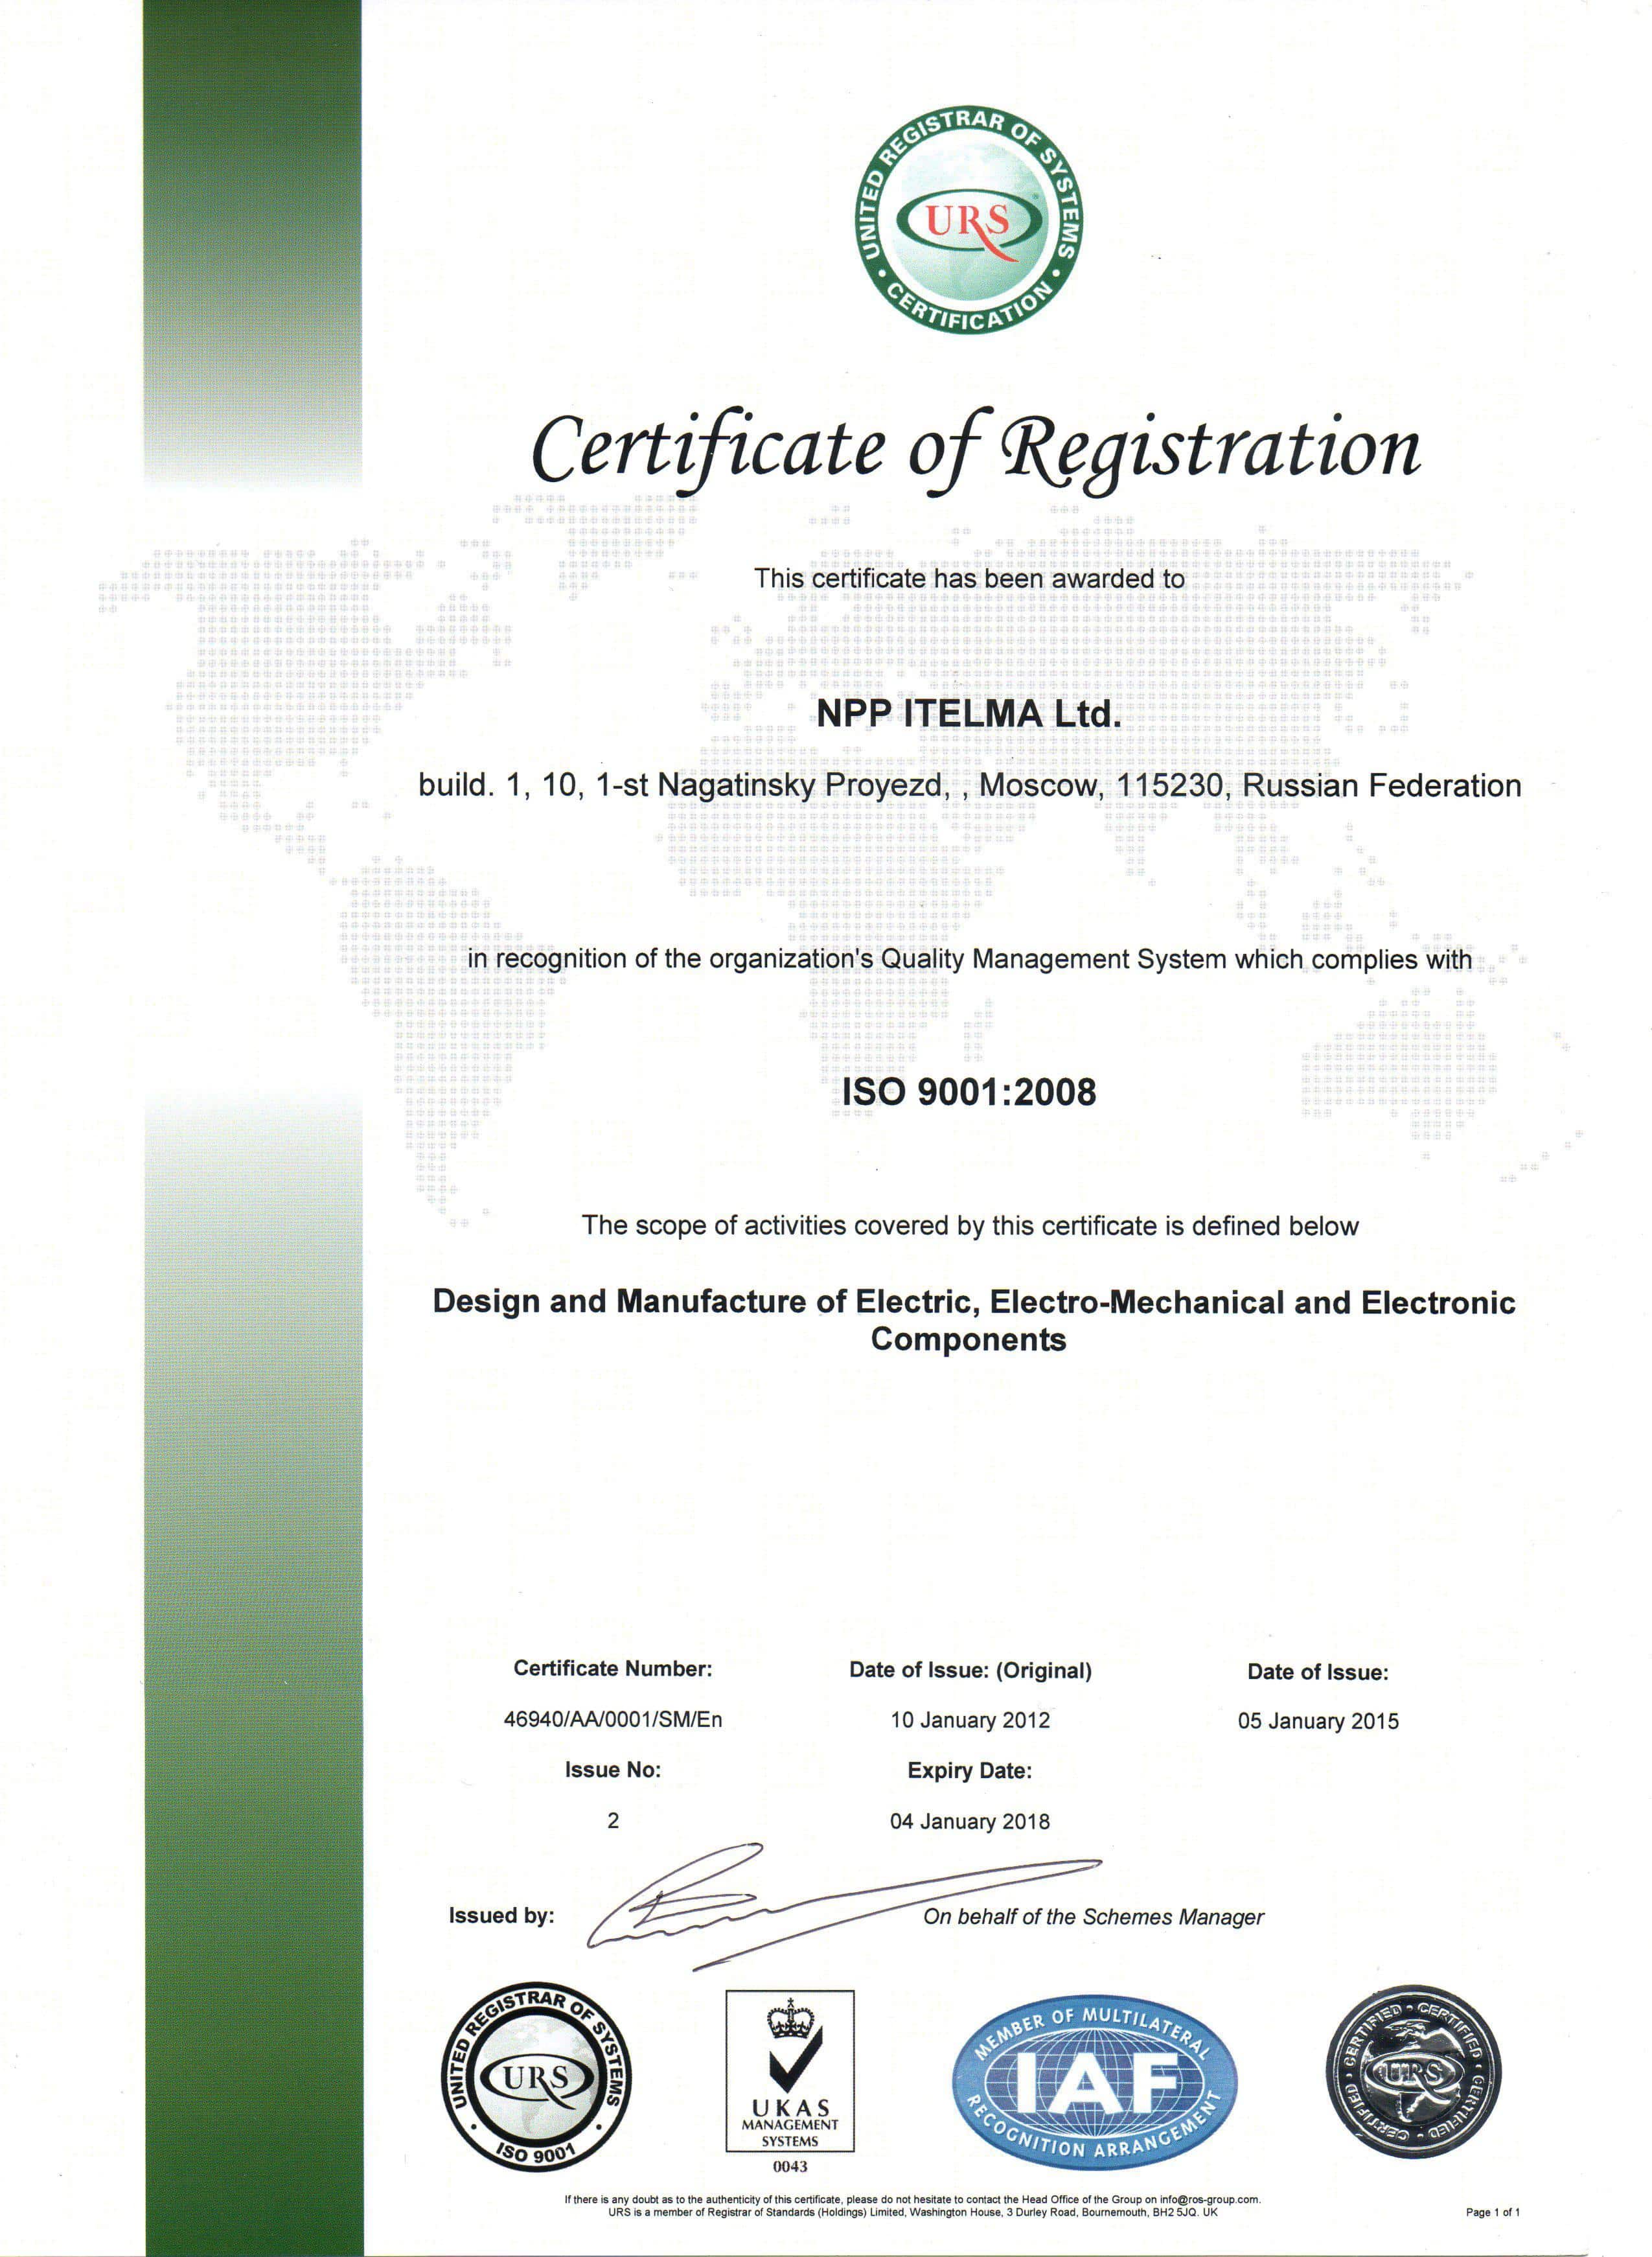 UNITED REGISTRAR OF SYSTEMS
URS
CERTIFICATION
Certificate of Registration
This certificate has been awarded to
NPP ITELMA Ltd.
build. 1, 10, 1-st Nagatinsky Proyezd, , Moscow, 115230, Russian Federation
in recognition of the organization's Quality Management System which complies with
ISO 9001:2008
The scope of activities covered by this certificate is defined below
Design and Manufacture of Electric, Electro-Mechanical and Electronic
Components
Certificate Number: Date of Issue: (Original) Date of Issue:
46940/AA/0001/SM/En 10 January 2012 05 January 2015
Issue No: Expiry Date:
2 04 January 2018
Issued by: On behalf of the Schemes Manager
UNITED REGISTRAR OF SYSTEMS
URS
ISO 9001
UKAS
MANAGEMENT
SYSTEMS
0043
MEMBER OF MULTILATERAL
IAF
RECOGNITION ARRANGEMENT
CERTIFIED • CERTIFIED • CERTIFIED • CERTIFIED • CERTIFIED
URS
If there is any doubt as to the authenticity of this certificate, please do not hesitate to contact the Head Office of the Group on info@ros-group.com.
URS is a member of Registrar of Standards (Holdings) Limited, Washington House, 3 Durley Road, Bournemouth, BH2 5JQ. UK
Page 1 of 1